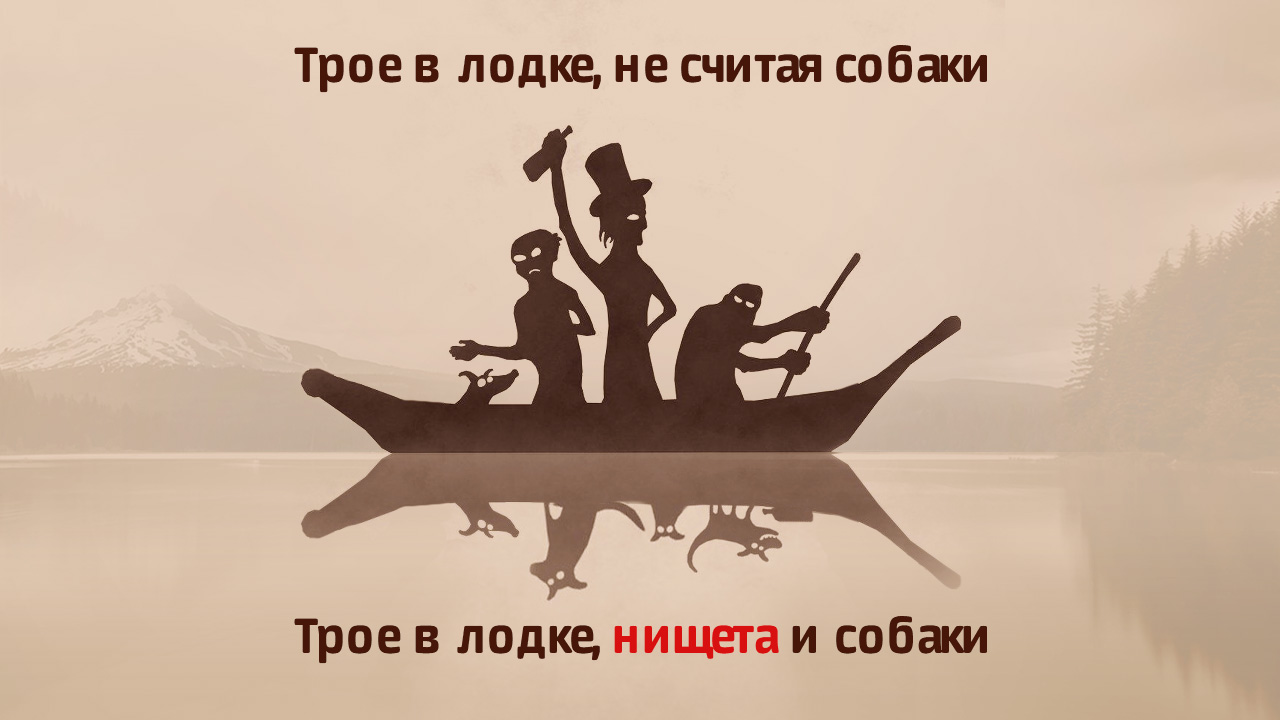 Трое в лодке, не считая собаки
Трое в лодке, нищета и собаки